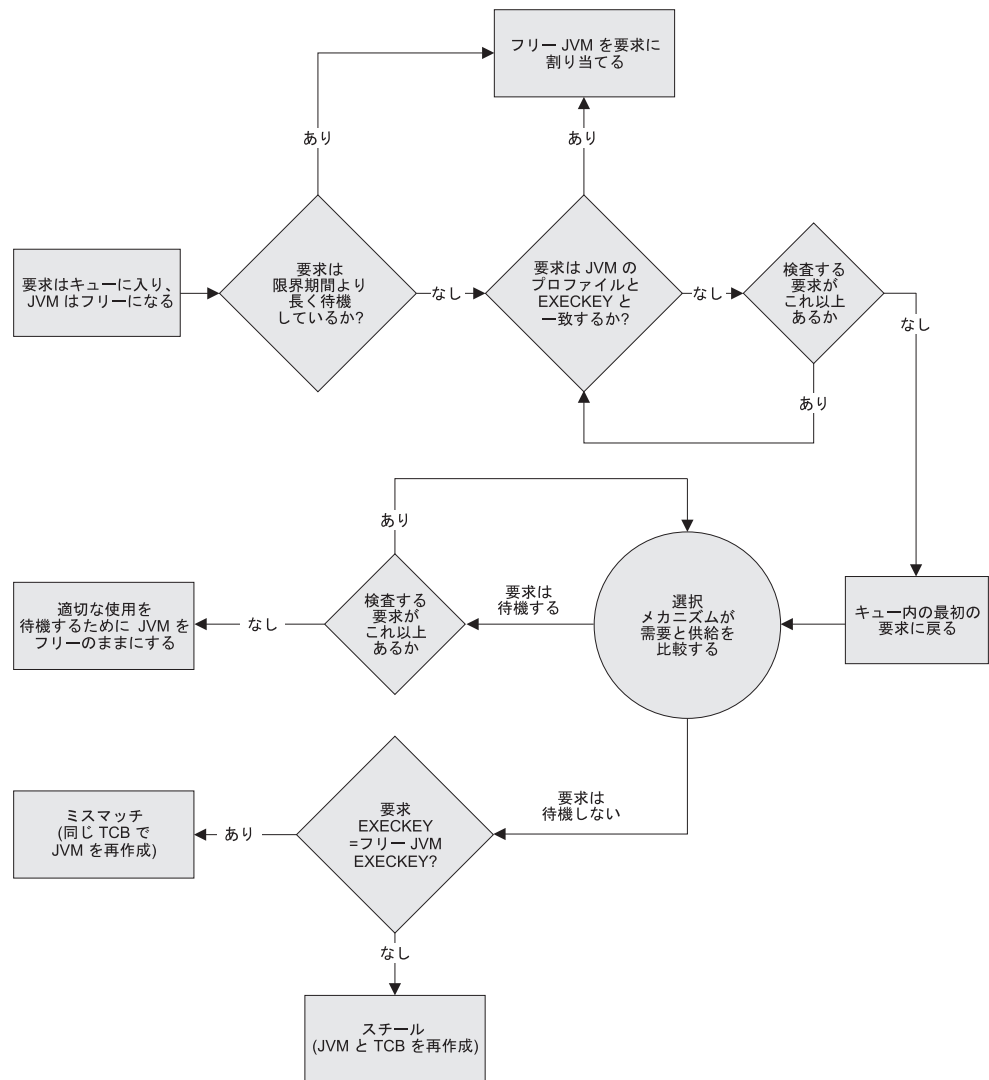 フリー JVM を要求に
割り当てる
あり
あり
要求はキューに入り、
JVM はフリーになる
要求は
限界期間より
長く待機
しているか?
なし
要求は JVM の
プロファイルと
EXECKEY と
一致するか?
なし
検査する
要求が
これ以上
あるか
なし
あり
あり
適切な使用を
待機するために JVM を
フリーのままにする
なし
検査する
要求が
これ以上
あるか
要求は
待機する
選択
メカニズムが
需要と供給を
比較する
キュー内の最初の
要求に戻る
ミスマッチ
(同じ TCB で
JVM を再作成)
あり
要求
EXECKEY
=フリー JVM
EXECKEY?
要求は
待機しない
なし
スチール
(JVM と TCB を再作成)